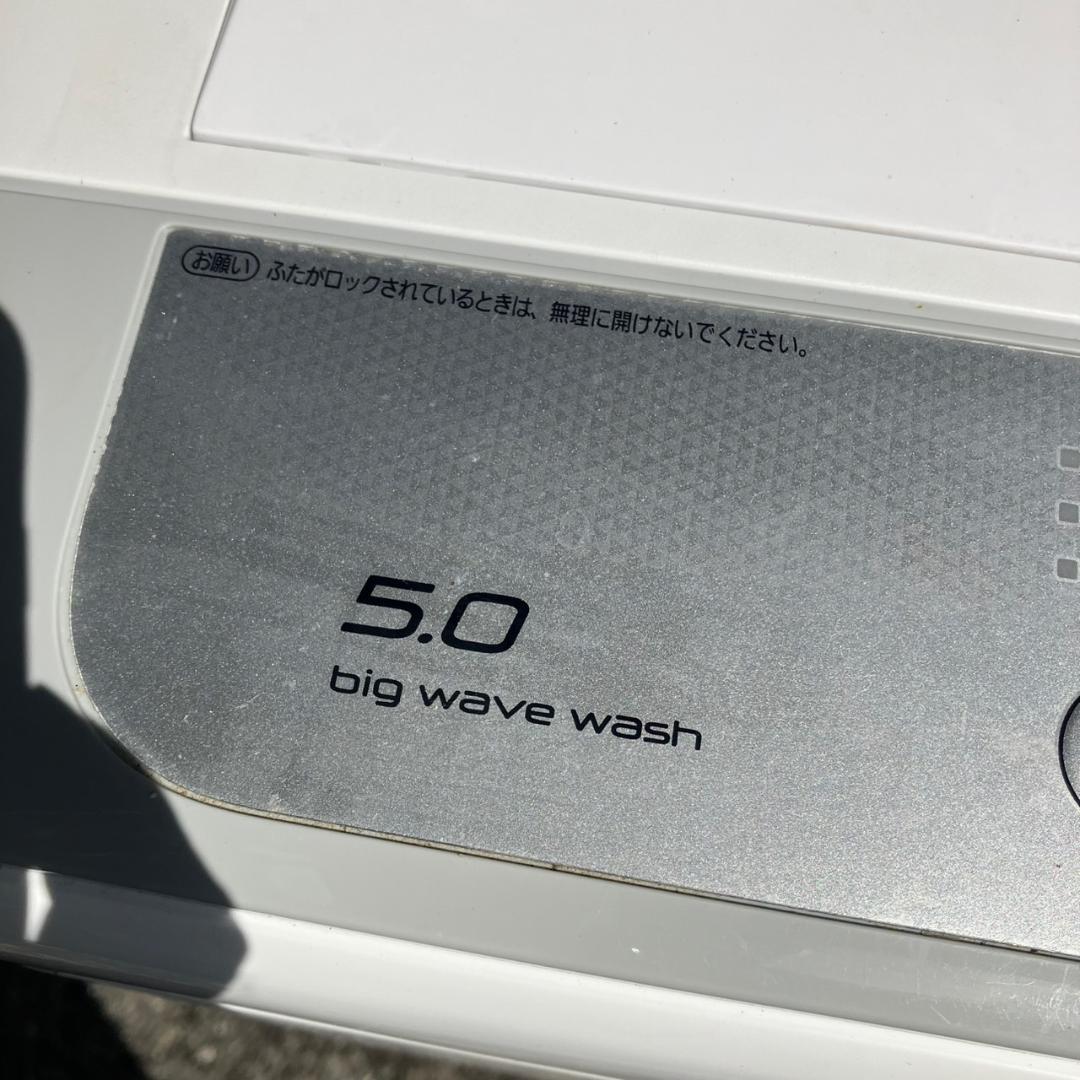 お願い ふたがロックされているときは、無理に開けないでください。
5.0
big wave wash